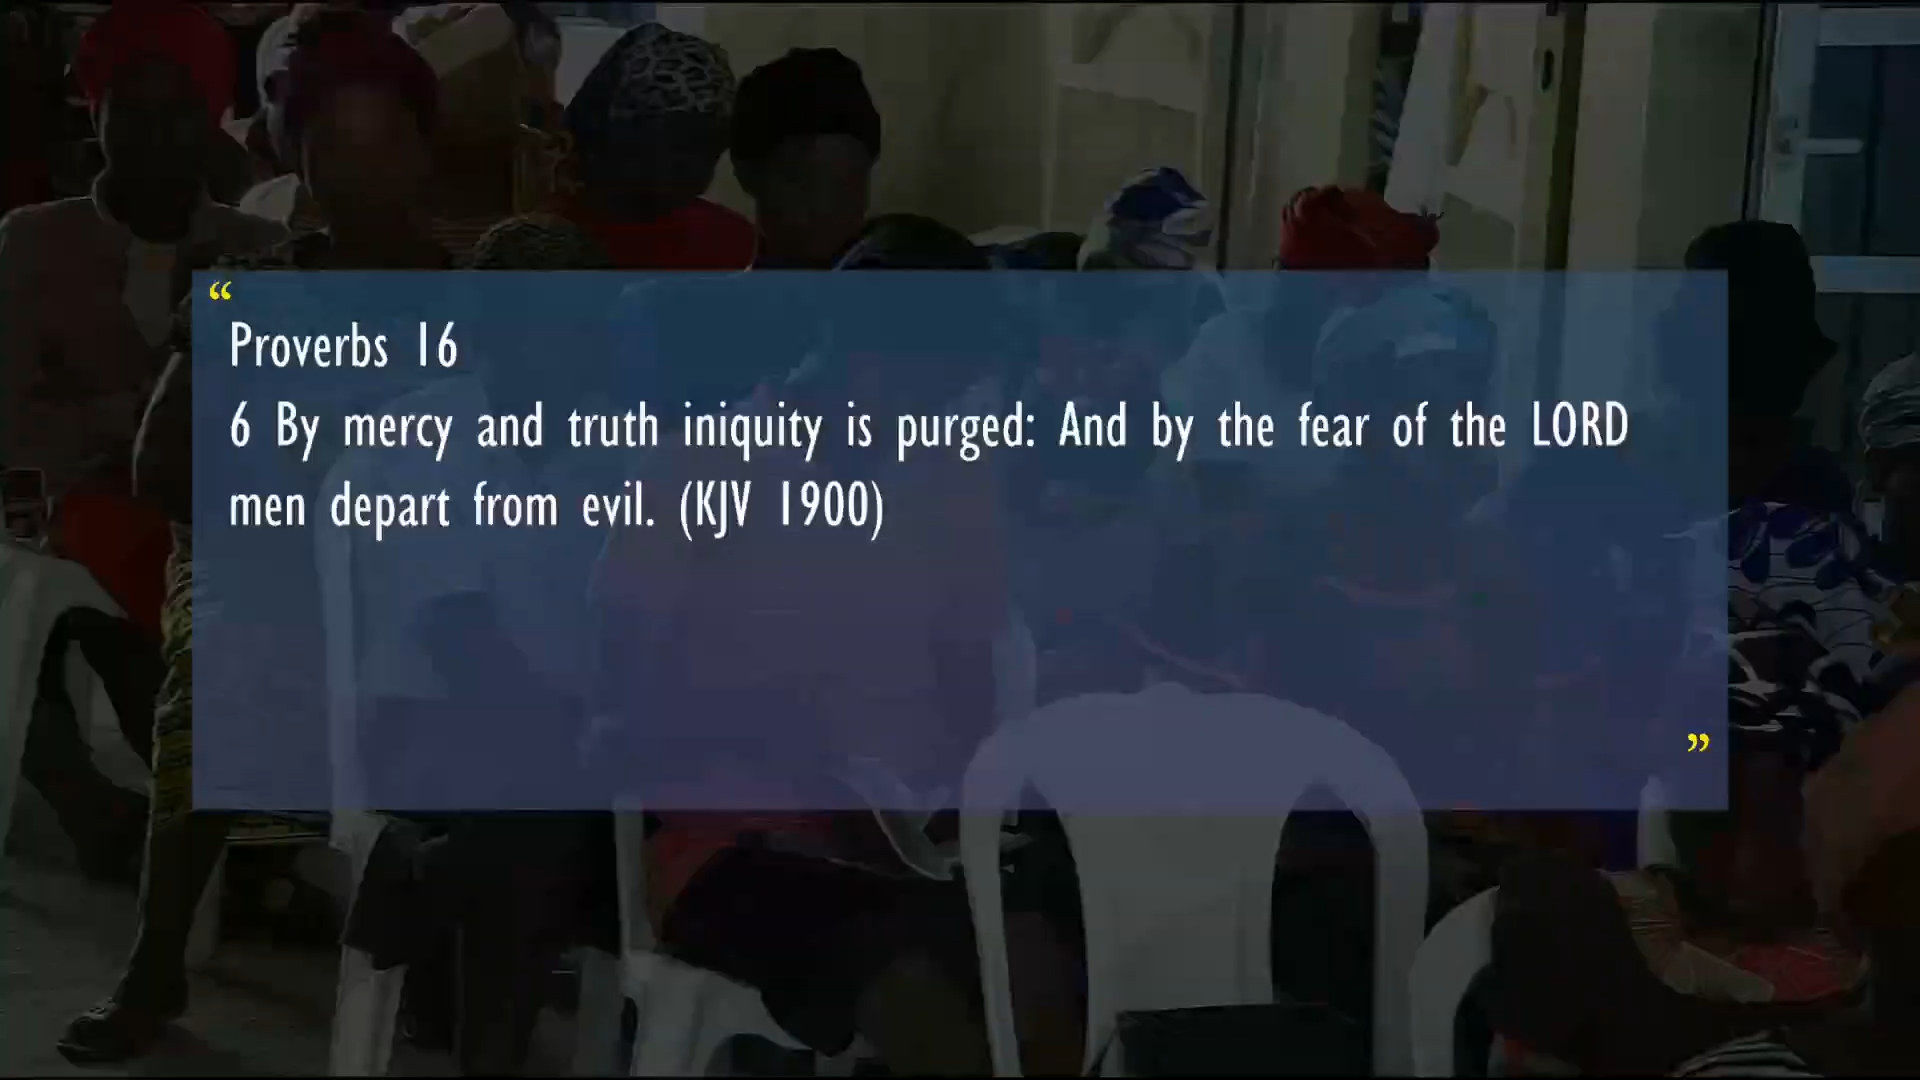 “
Proverbs 16
6 By mercy and truth iniquity is purged: And by the fear of the LORD
men depart from evil. (KJV 1900)
”